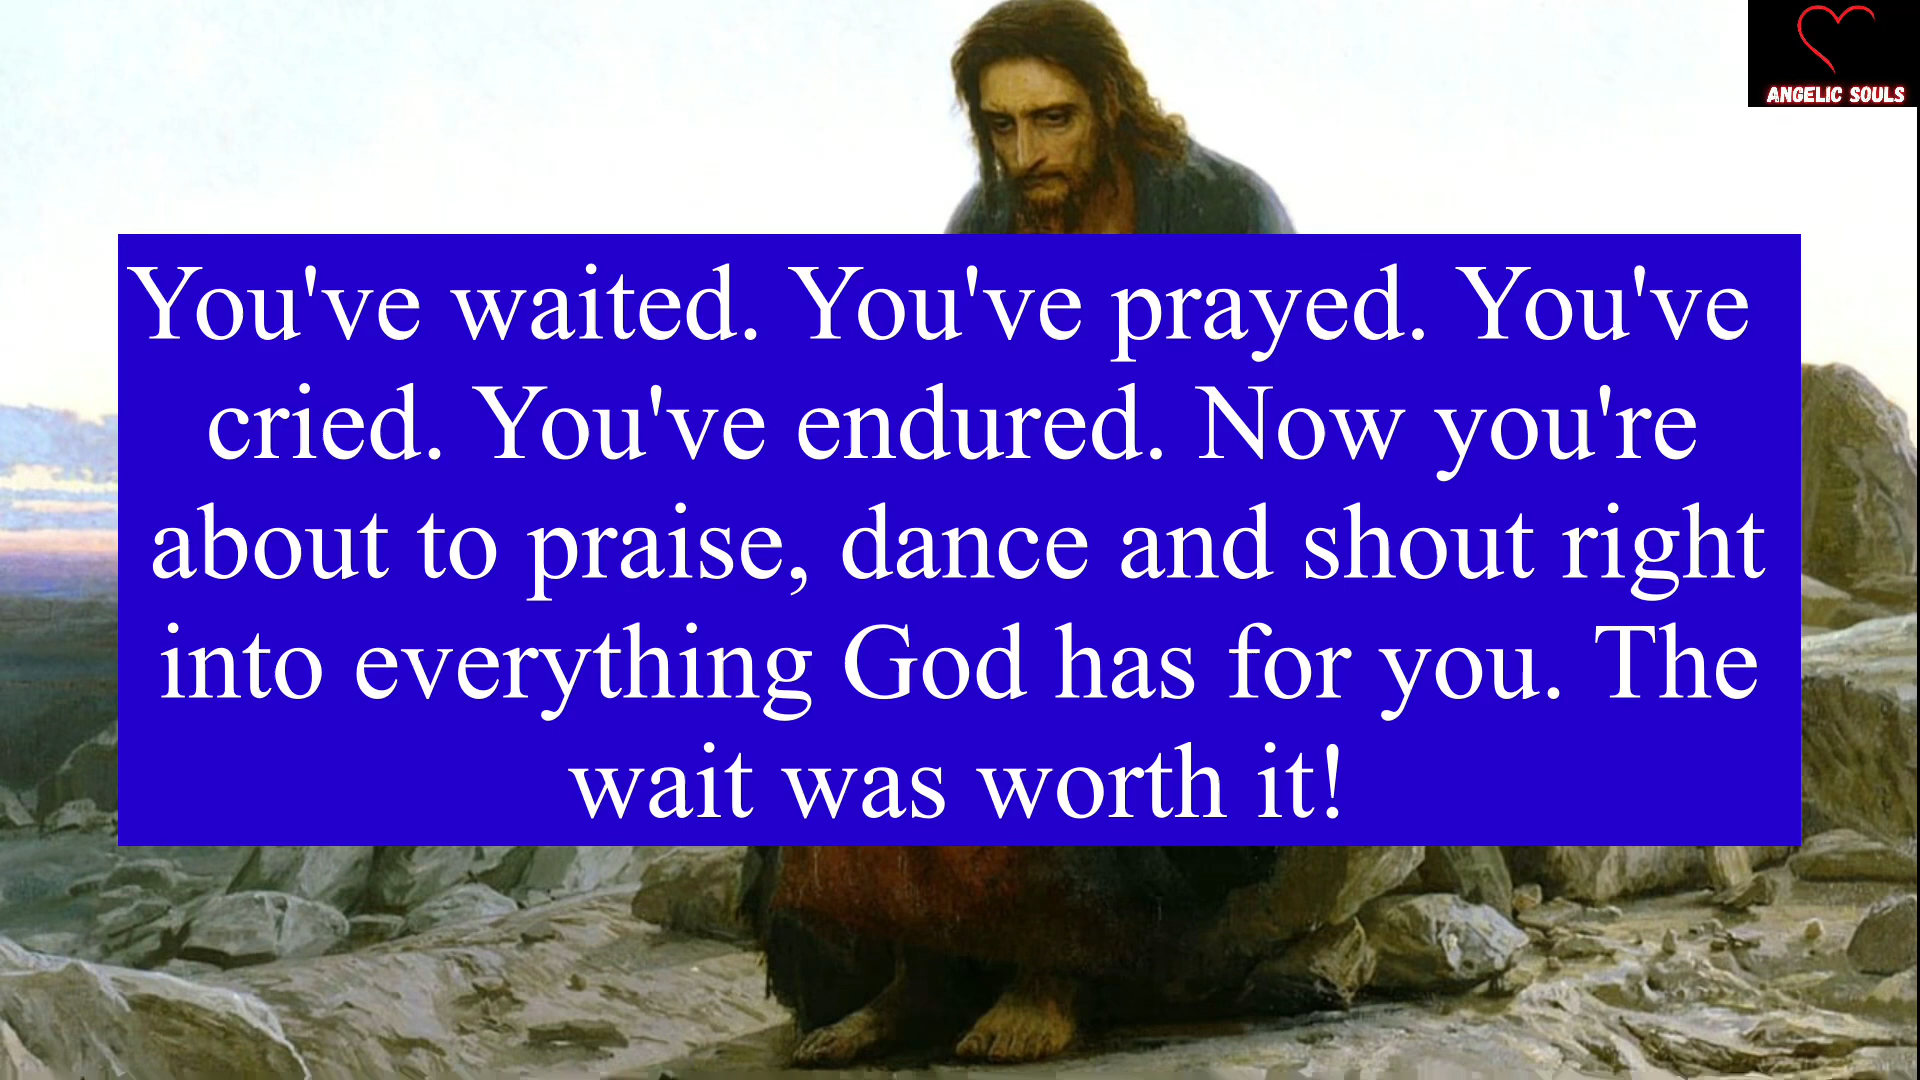 ANGELIC SOULS
You've waited. You've prayed. You've
cried. You've endured. Now you're
about to praise, dance and shout right
into everything God has for you. The
wait was worth it!